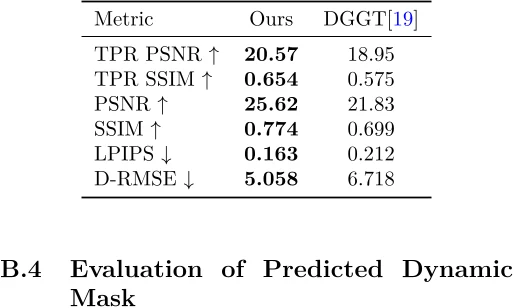 Metric Ours DGGT[19]
TPR PSNR ↑ 20.57 18.95
TPR SSIM ↑ 0.654 0.575
PSNR ↑ 25.62 21.83
SSIM ↑ 0.774 0.699
LPIPS ↓ 0.163 0.212
D-RMSE ↓ 5.058 6.718
B.4 Evaluation of Predicted Dynamic
Mask